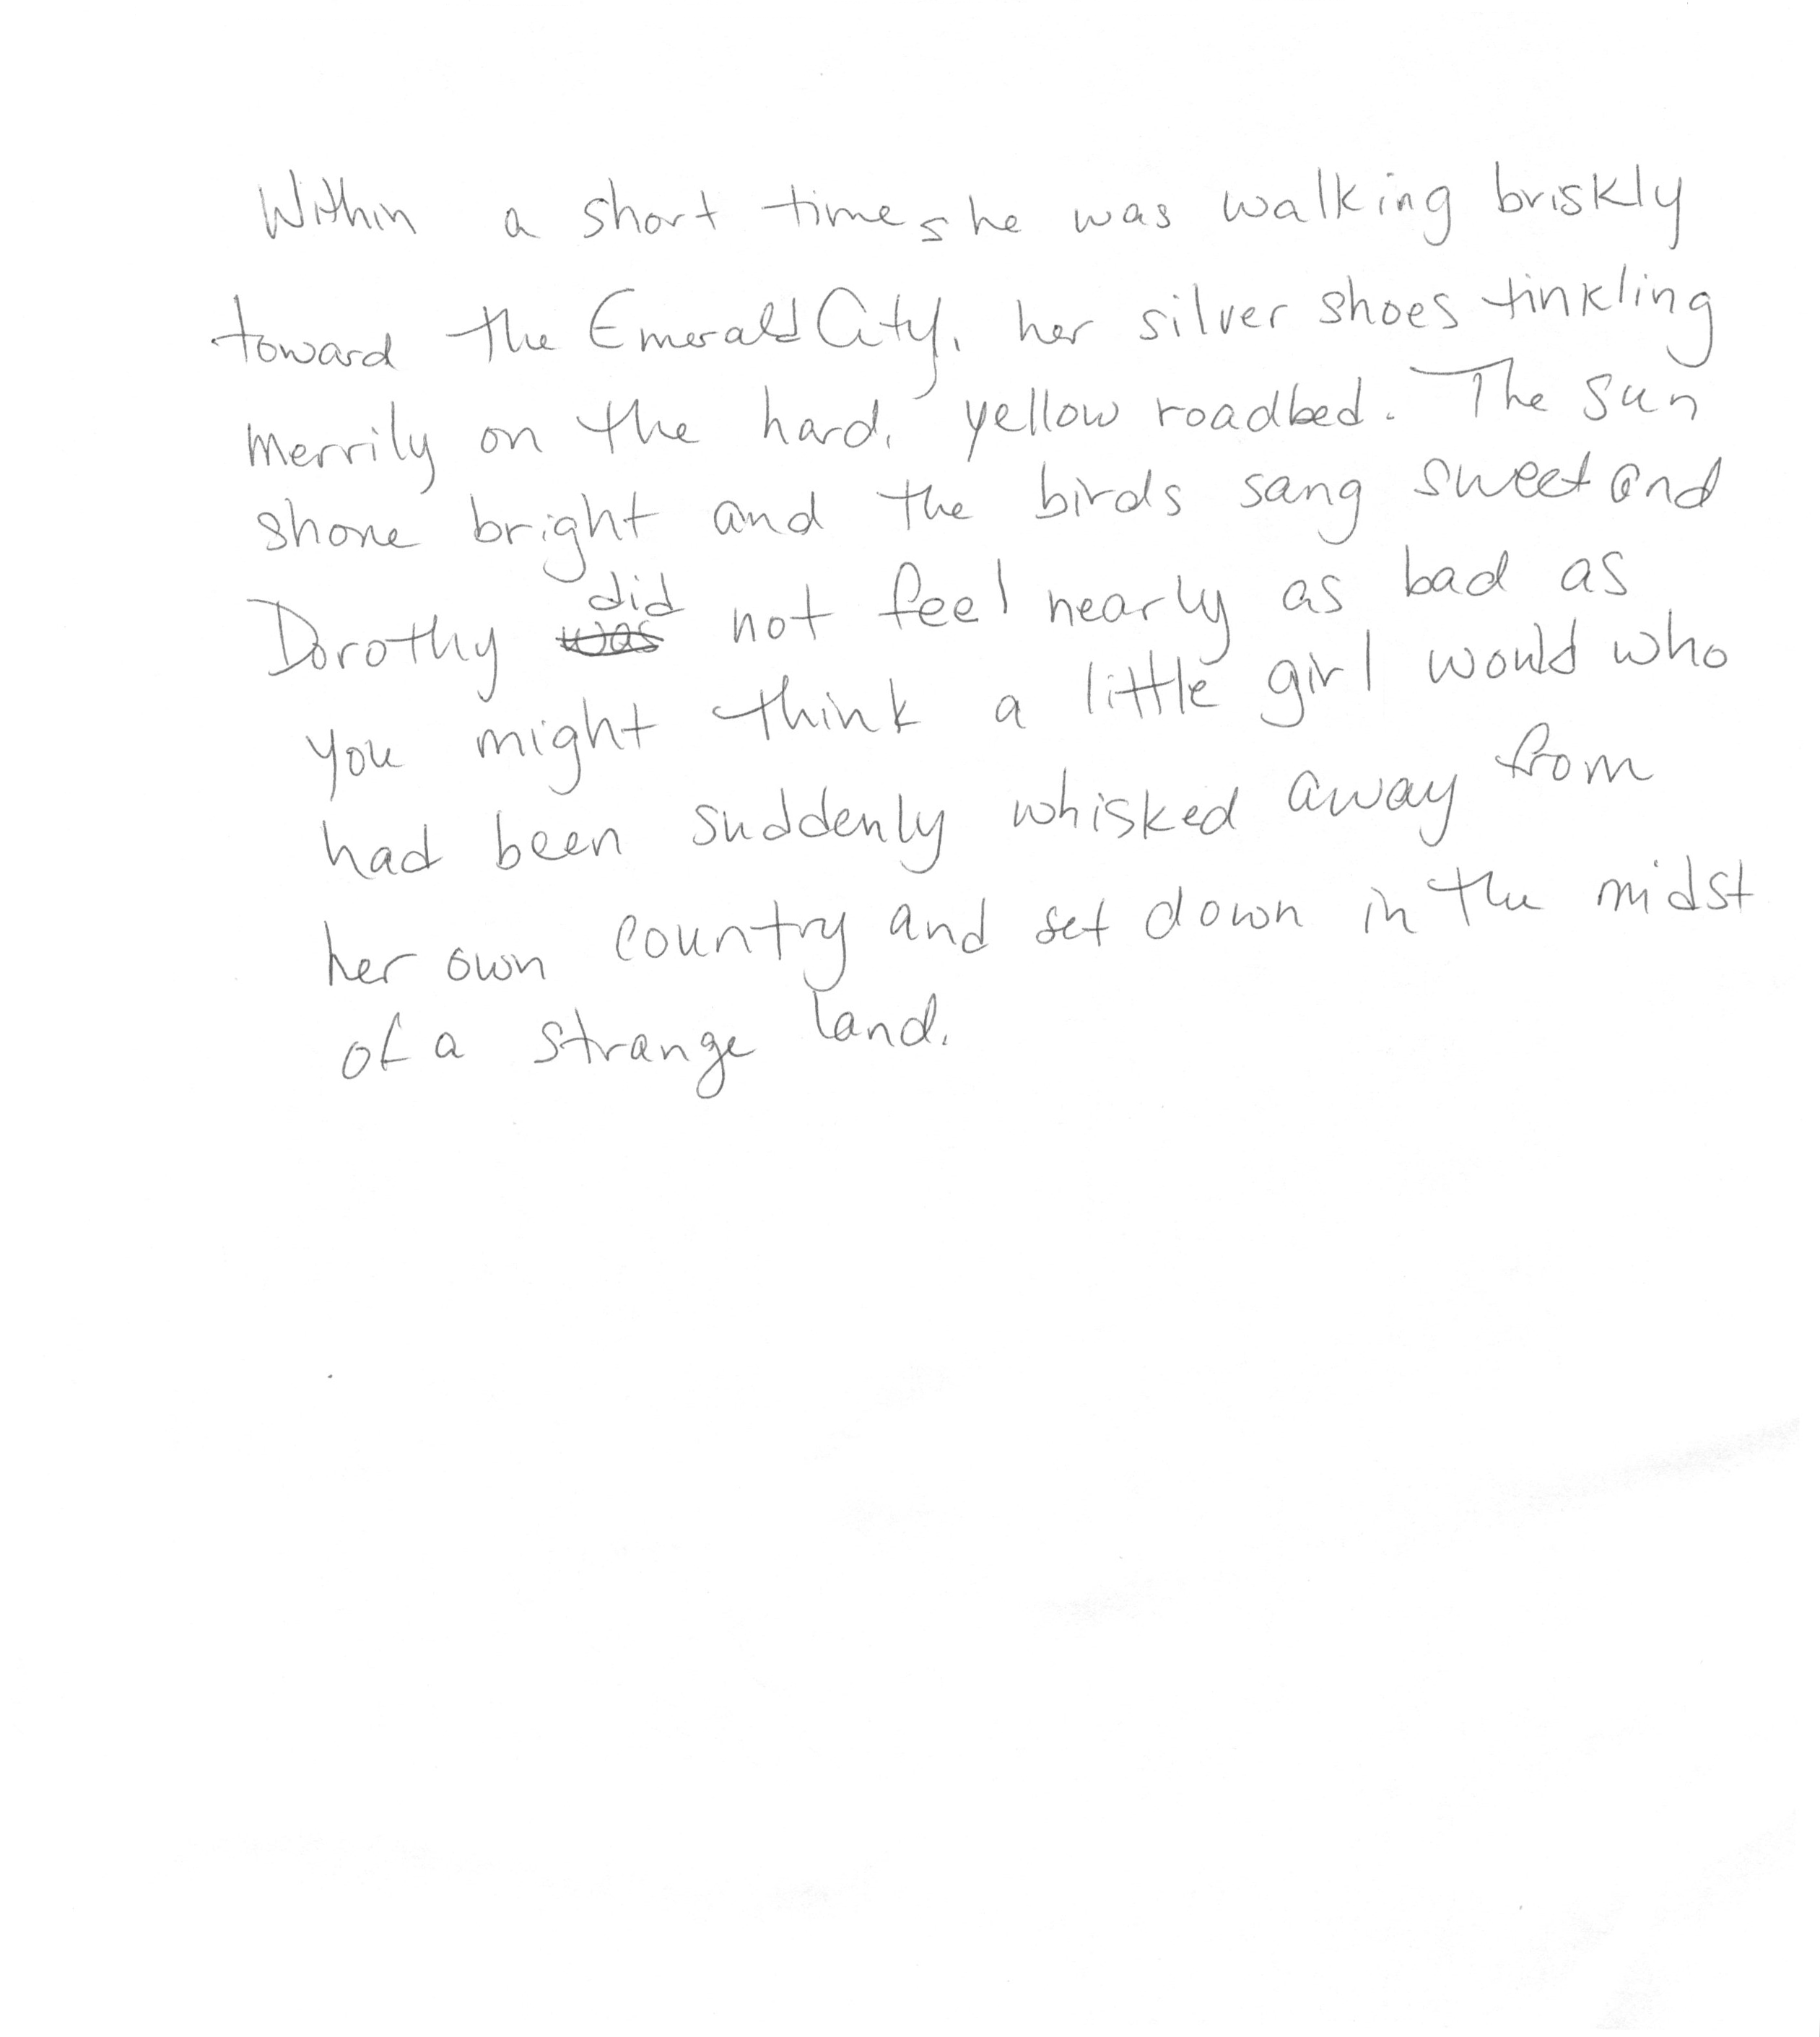 Within a short time she was walking briskly
toward the Emerald City, her silver shoes tinkling
merrily on the hard, yellow roadbed. The sun
shone bright and the birds sang sweet and
Dorothy ~~was~~ did not feel nearly as bad as
you might think a little girl would who
had been suddenly whisked away from
her own country and set down in the midst
of a strange land.